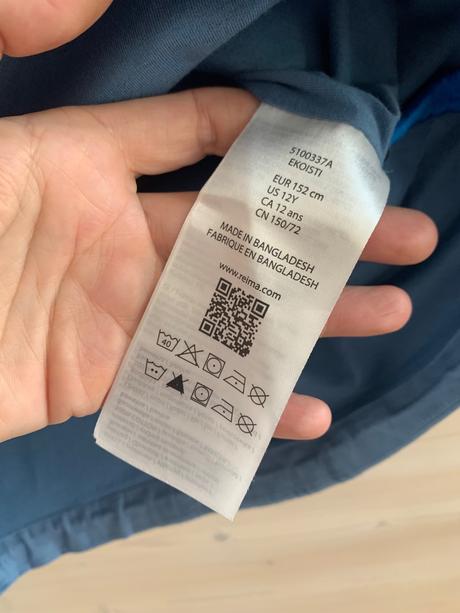 5100337A
EKOISTI
EUR 152 cm
US 12Y
CA 12 ans
CN 150/72
MADE IN BANGLADESH
FABRIQUE EN BANGLADESH
www.reima.com
40